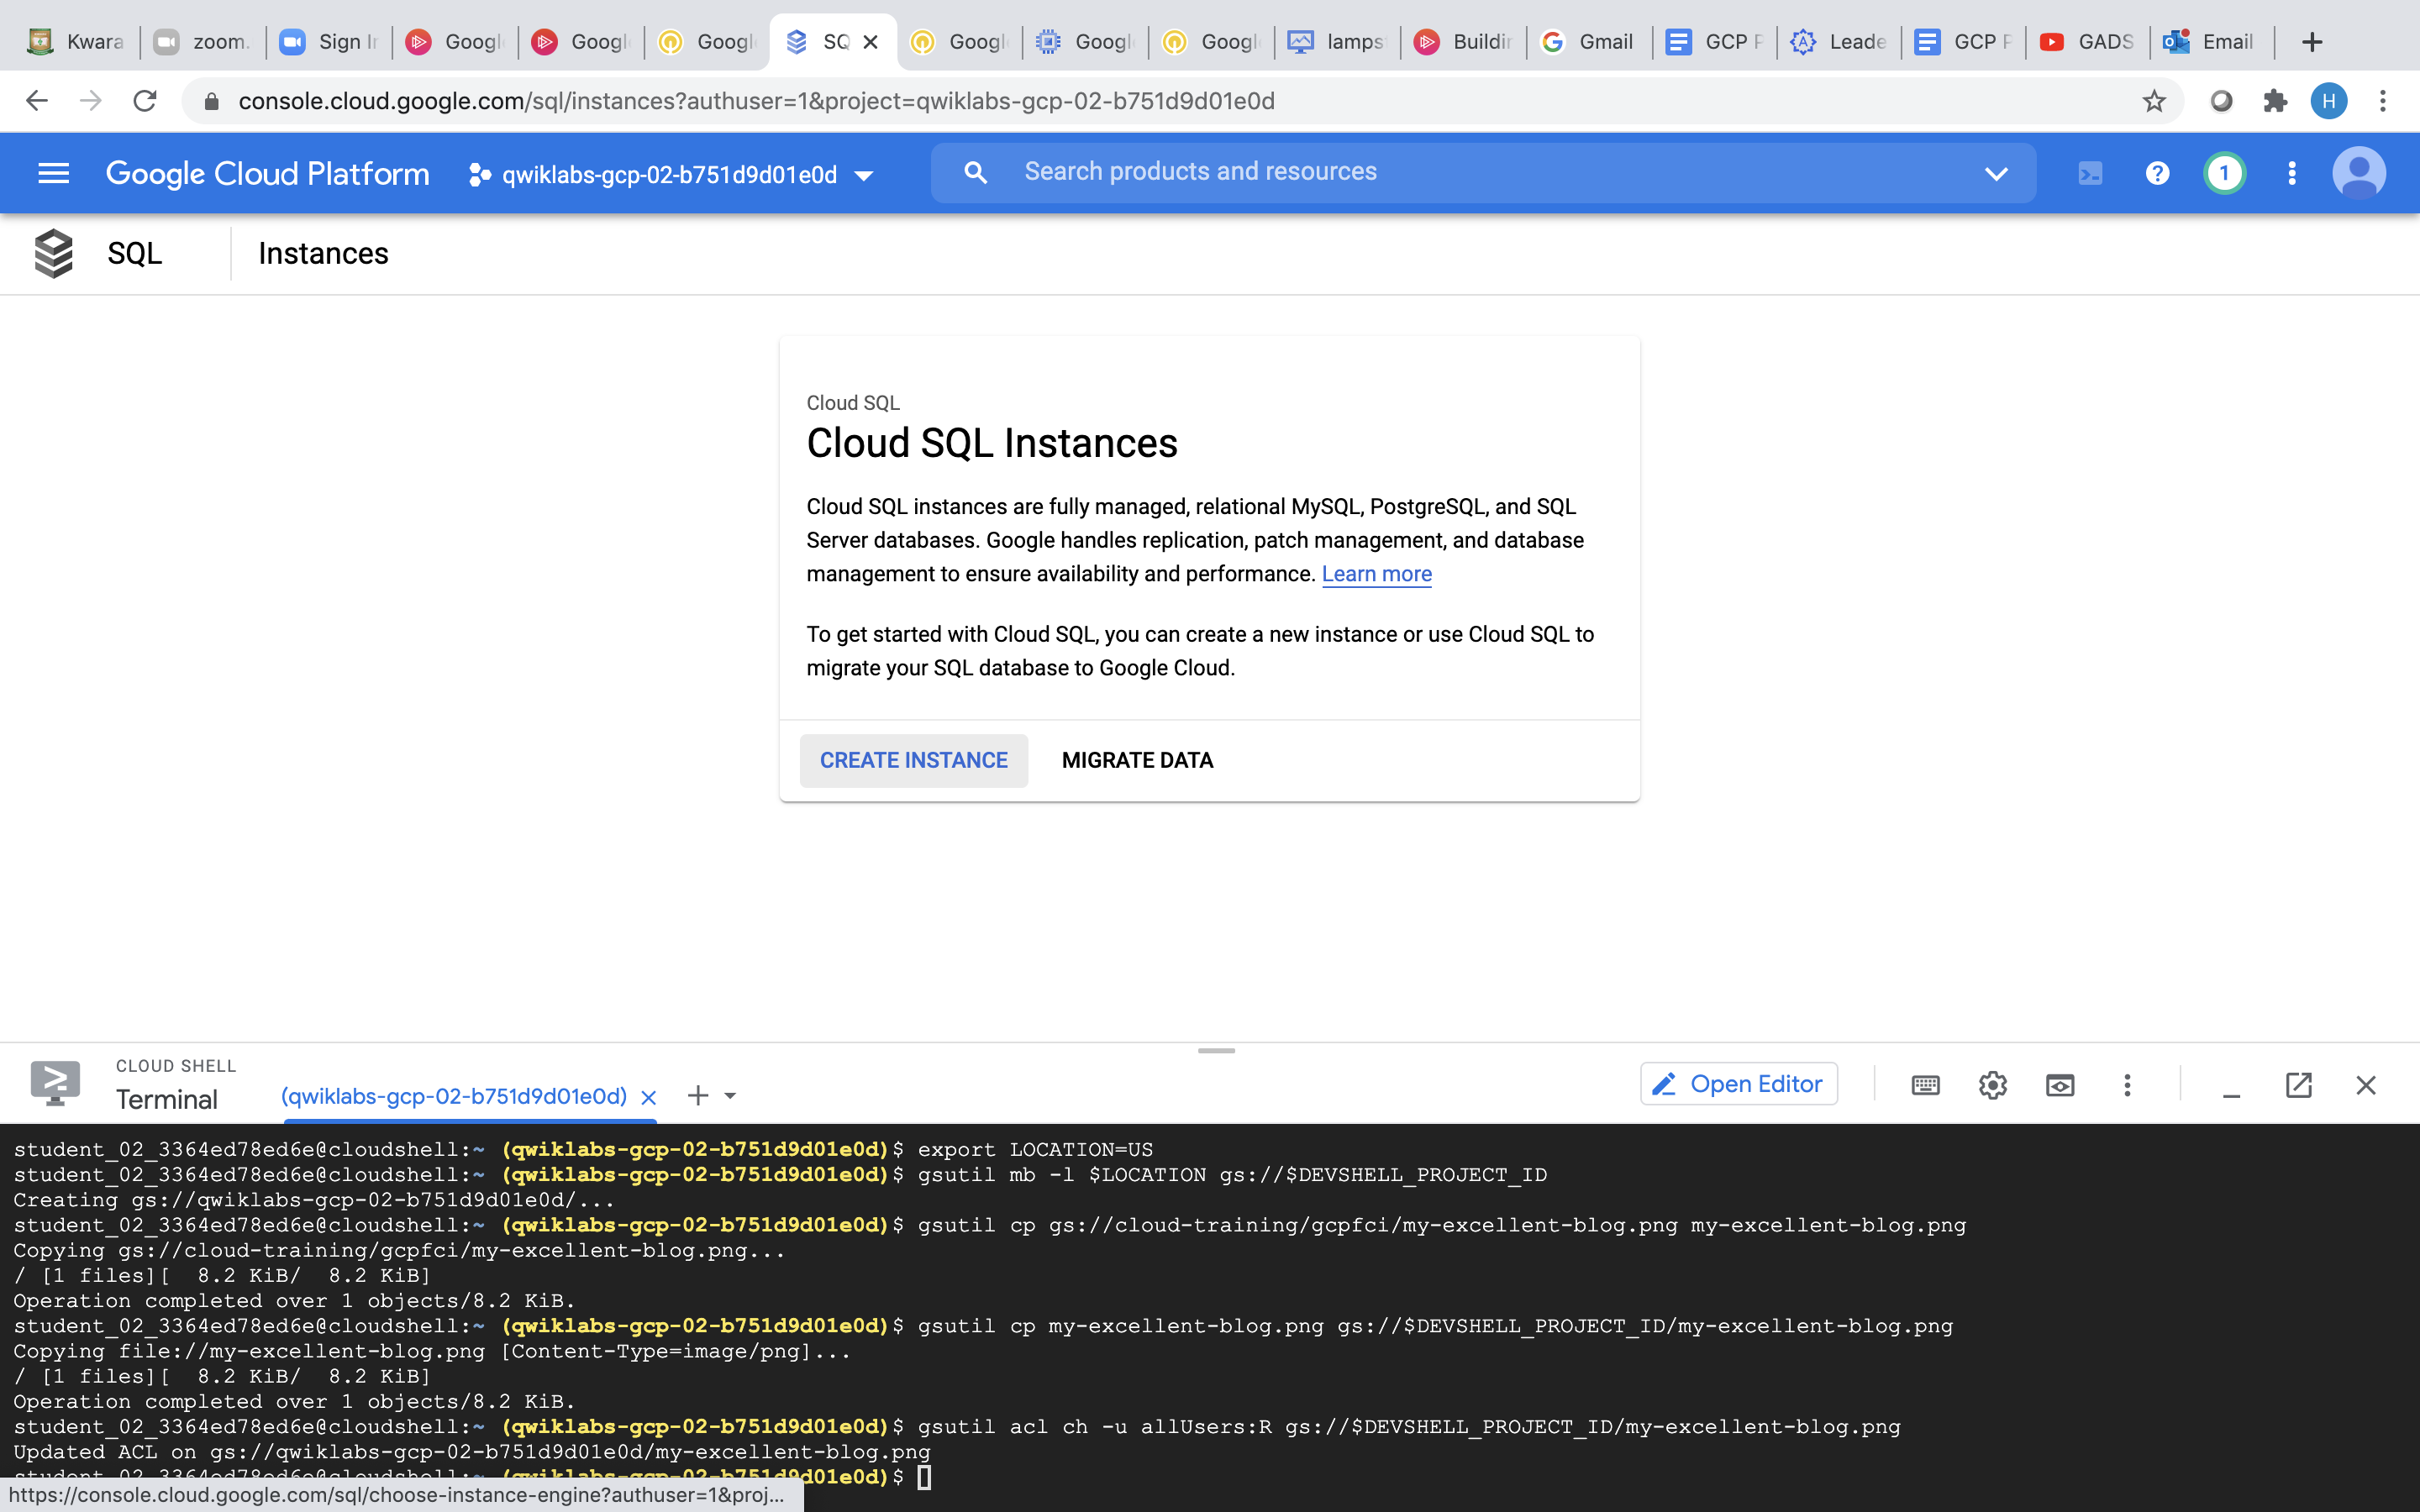 Kwara
zoom.
Sign In
Googl
Googl
Googl
SQ
Googl
Googl
Googl
lamps
Buildin
Gmail
GCP P
Leade
GCP P
GADS
Email
console.cloud.google.com/sql/instances?authuser=1&project=qwiklabs-gcp-02-b751d9d01e0d
H
Google Cloud Platform
qwiklabs-gcp-02-b751d9d01e0d
Search products and resources
1
SQL
Instances
Cloud SQL
Cloud SQL Instances
Cloud SQL instances are fully managed, relational MySQL, PostgreSQL, and SQL
Server databases. Google handles replication, patch management, and database
management to ensure availability and performance. Learn more
To get started with Cloud SQL, you can create a new instance or use Cloud SQL to
migrate your SQL database to Google Cloud.
CREATE INSTANCE
MIGRATE DATA
CLOUD SHELL
Terminal
(qwiklabs-gcp-02-b751d9d01e0d)
Open Editor
student_02_3364ed78ed6e@cloudshell:~ (qwiklabs-gcp-02-b751d9d01e0d)$ export LOCATION=US
student_02_3364ed78ed6e@cloudshell:~ (qwiklabs-gcp-02-b751d9d01e0d)$ gsutil mb -l $LOCATION gs://$DEVSHELL_PROJECT_ID
Creating gs://qwiklabs-gcp-02-b751d9d01e0d/...
student_02_3364ed78ed6e@cloudshell:~ (qwiklabs-gcp-02-b751d9d01e0d)$ gsutil cp gs://cloud-training/gcpfci/my-excellent-blog.png my-excellent-blog.png
Copying gs://cloud-training/gcpfci/my-excellent-blog.png...
/ [1 files][  8.2 KiB/  8.2 KiB]
Operation completed over 1 objects/8.2 KiB.
student_02_3364ed78ed6e@cloudshell:~ (qwiklabs-gcp-02-b751d9d01e0d)$ gsutil cp my-excellent-blog.png gs://$DEVSHELL_PROJECT_ID/my-excellent-blog.png
Copying file://my-excellent-blog.png [Content-Type=image/png]...
/ [1 files][  8.2 KiB/  8.2 KiB]
Operation completed over 1 objects/8.2 KiB.
student_02_3364ed78ed6e@cloudshell:~ (qwiklabs-gcp-02-b751d9d01e0d)$ gsutil acl ch -u allUsers:R gs://$DEVSHELL_PROJECT_ID/my-excellent-blog.png
Updated ACL on gs://qwiklabs-gcp-02-b751d9d01e0d/my-excellent-blog.png
student_02_3364ed78ed6e@cloudshell:~ (qwiklabs-gcp-02-b751d9d01e0d)$
https://console.cloud.google.com/sql/choose-instance-engine?authuser=1&proj...